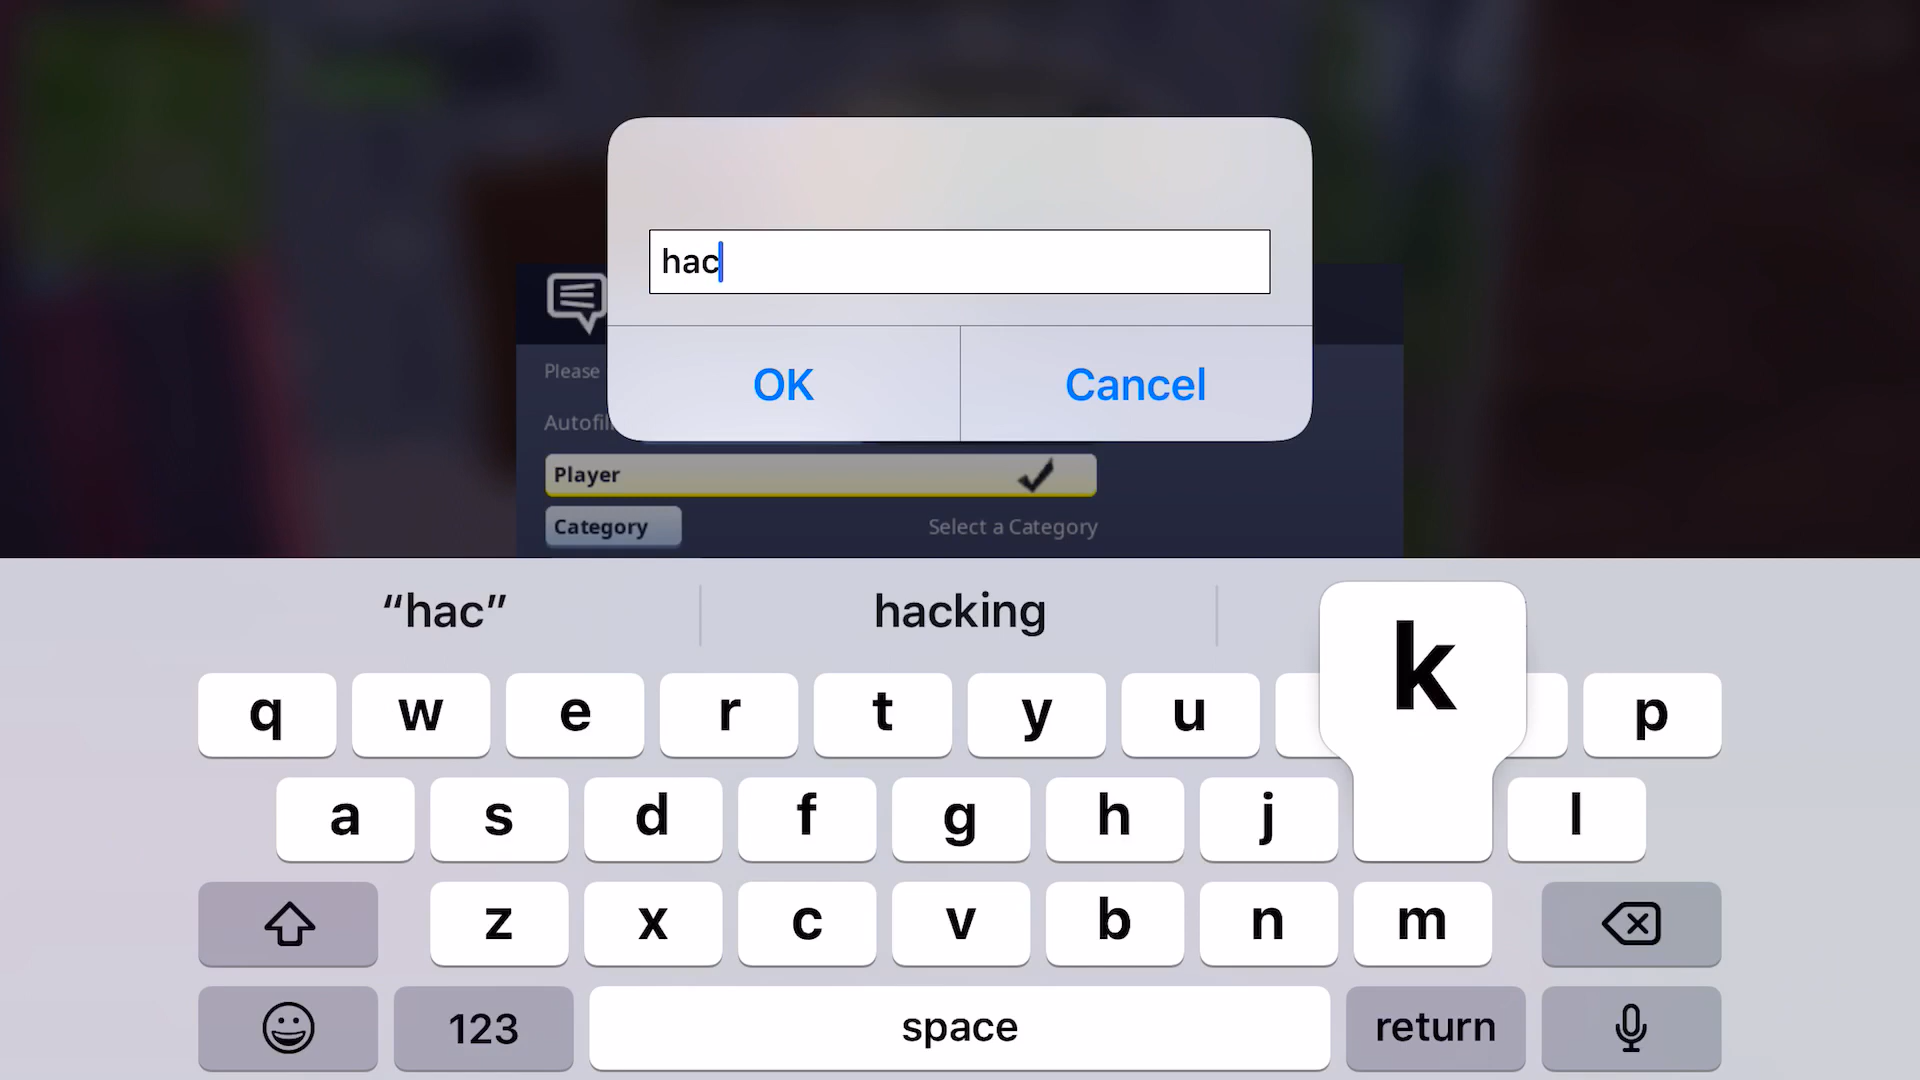 hac
OK Cancel
Please
Autofil
Player
Category Select a Category
“hac” hacking
k
q w e r t y u p
a s d f g h j l
z x c v b n m
123 space return